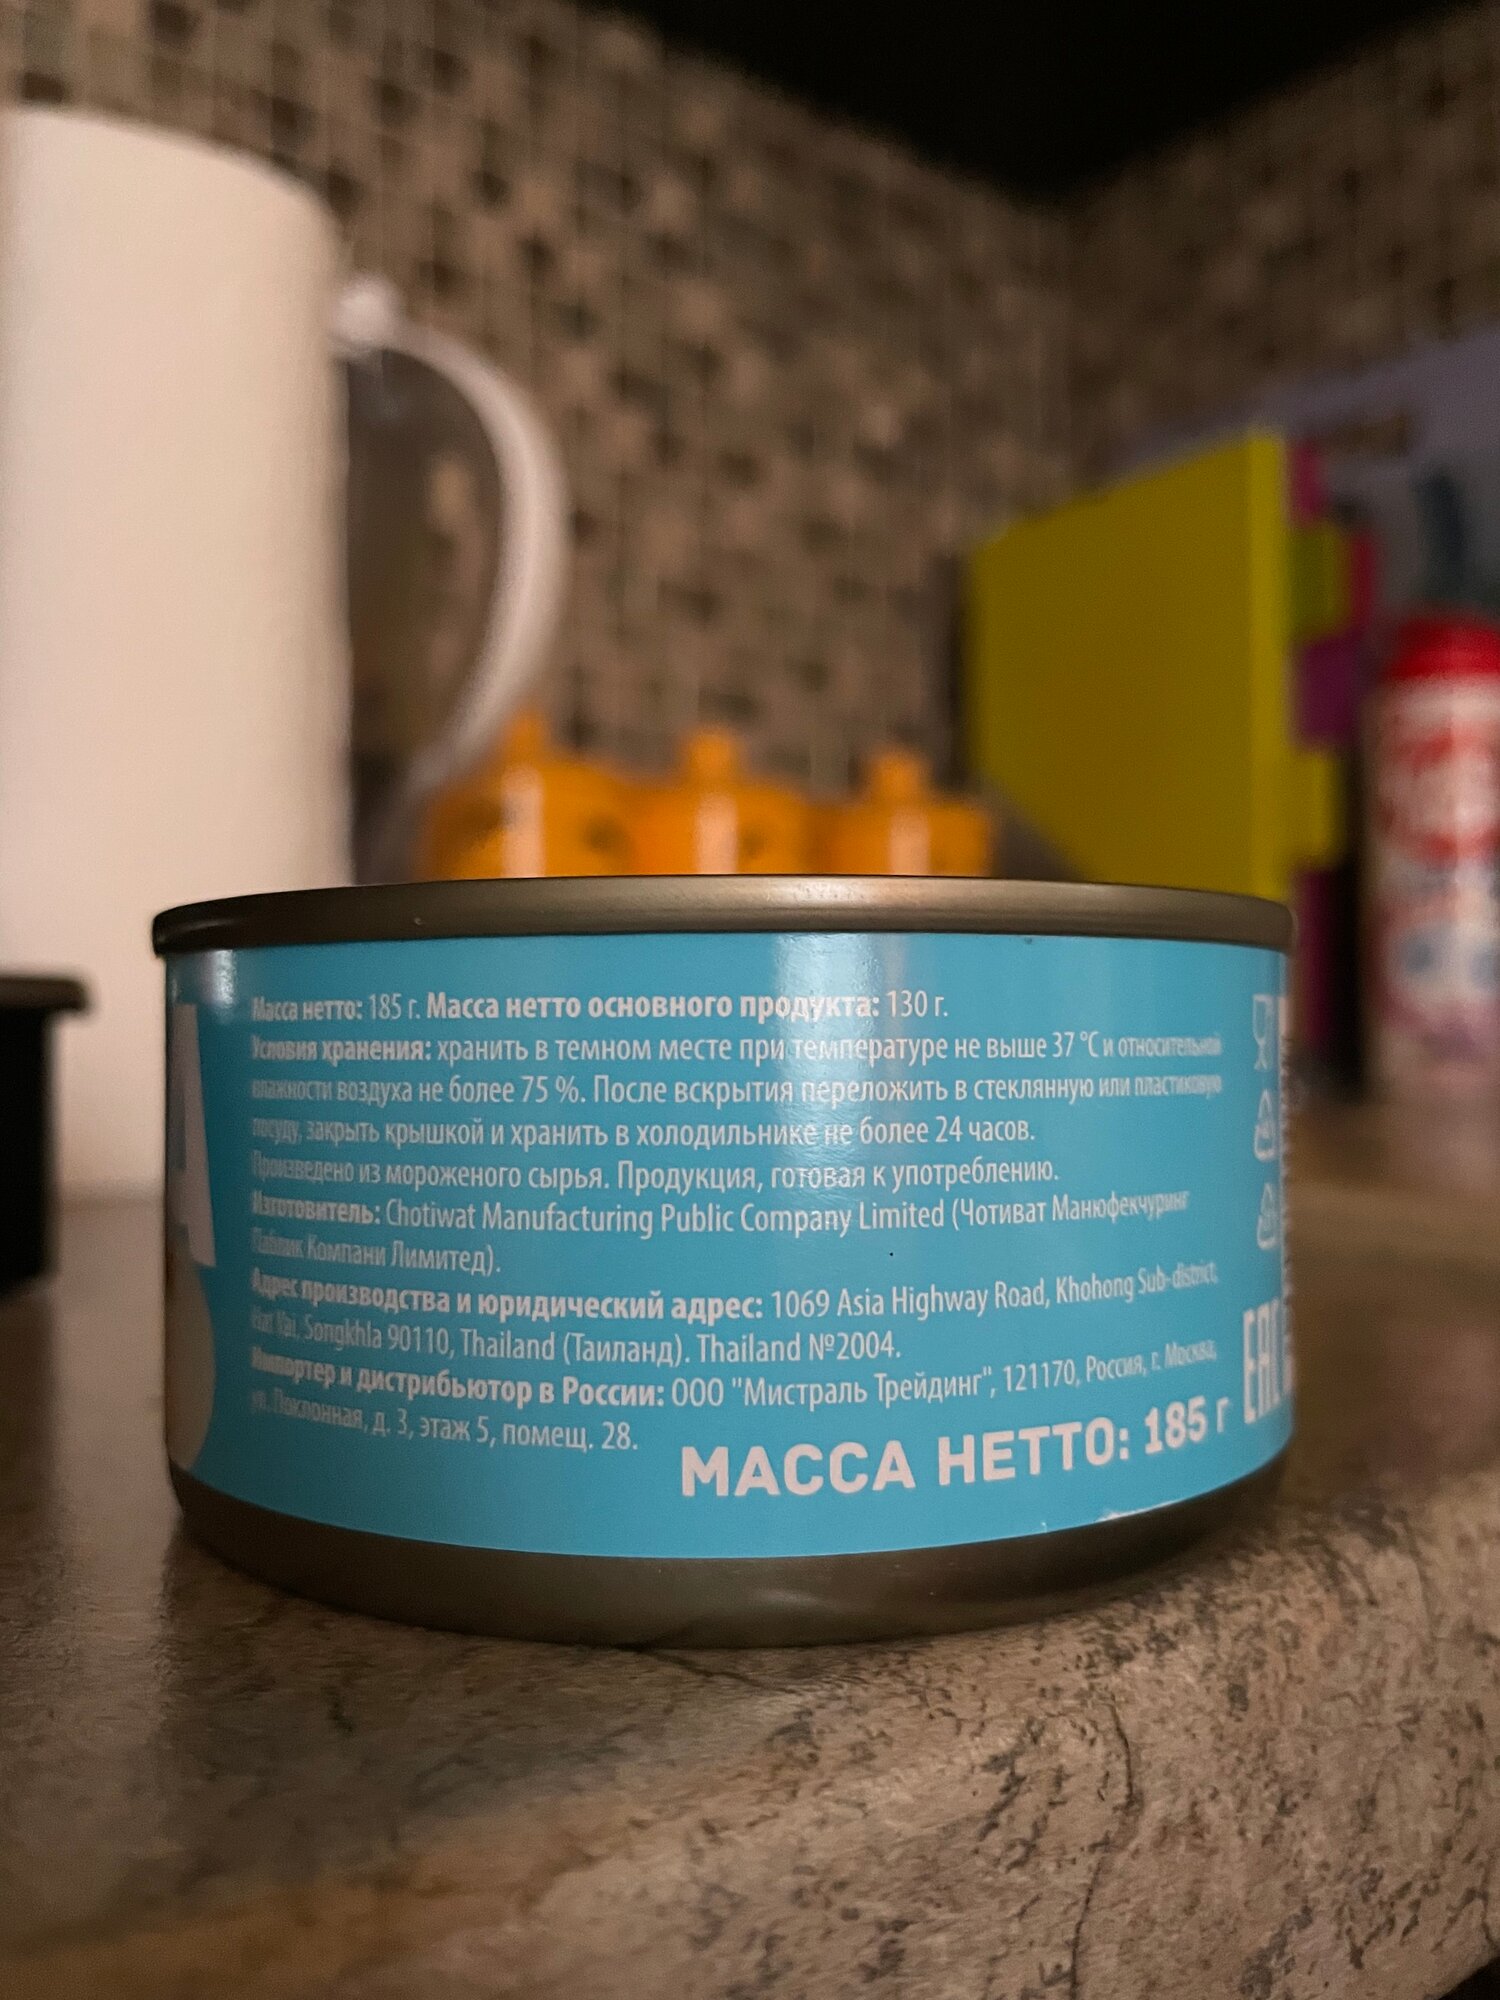 Масса нетто: 185 г. Масса нетто основного продукта: 130 г.
Условия хранения: хранить в темном месте при температуре не выше 37 °С и относительной
влажности воздуха не более 75 %. После вскрытия переложить в стеклянную или пластиковую
посуду, закрыть крышкой и хранить в холодильнике не более 24 часов.
Произведено из мороженого сырья. Продукция, готовая к употреблению.
Изготовитель: Chotiwat Manufacturing Public Company Limited (Чотиват Манюфекчуринг
Паблик Компани Лимитед).
Адрес производства и юридический адрес: 1069 Asia Highway Road, Khohong Sub-district,
Hat Yai, Songkhla 90110, Thailand (Таиланд). Thailand №2004.
Импортер и дистрибьютор в России: ООО "Мистраль Трейдинг", 121170, Россия, г. Москва,
ул. Поклонная, д. 3, этаж 5, помещ. 28.
МАССА НЕТТО: 185 г
EAC